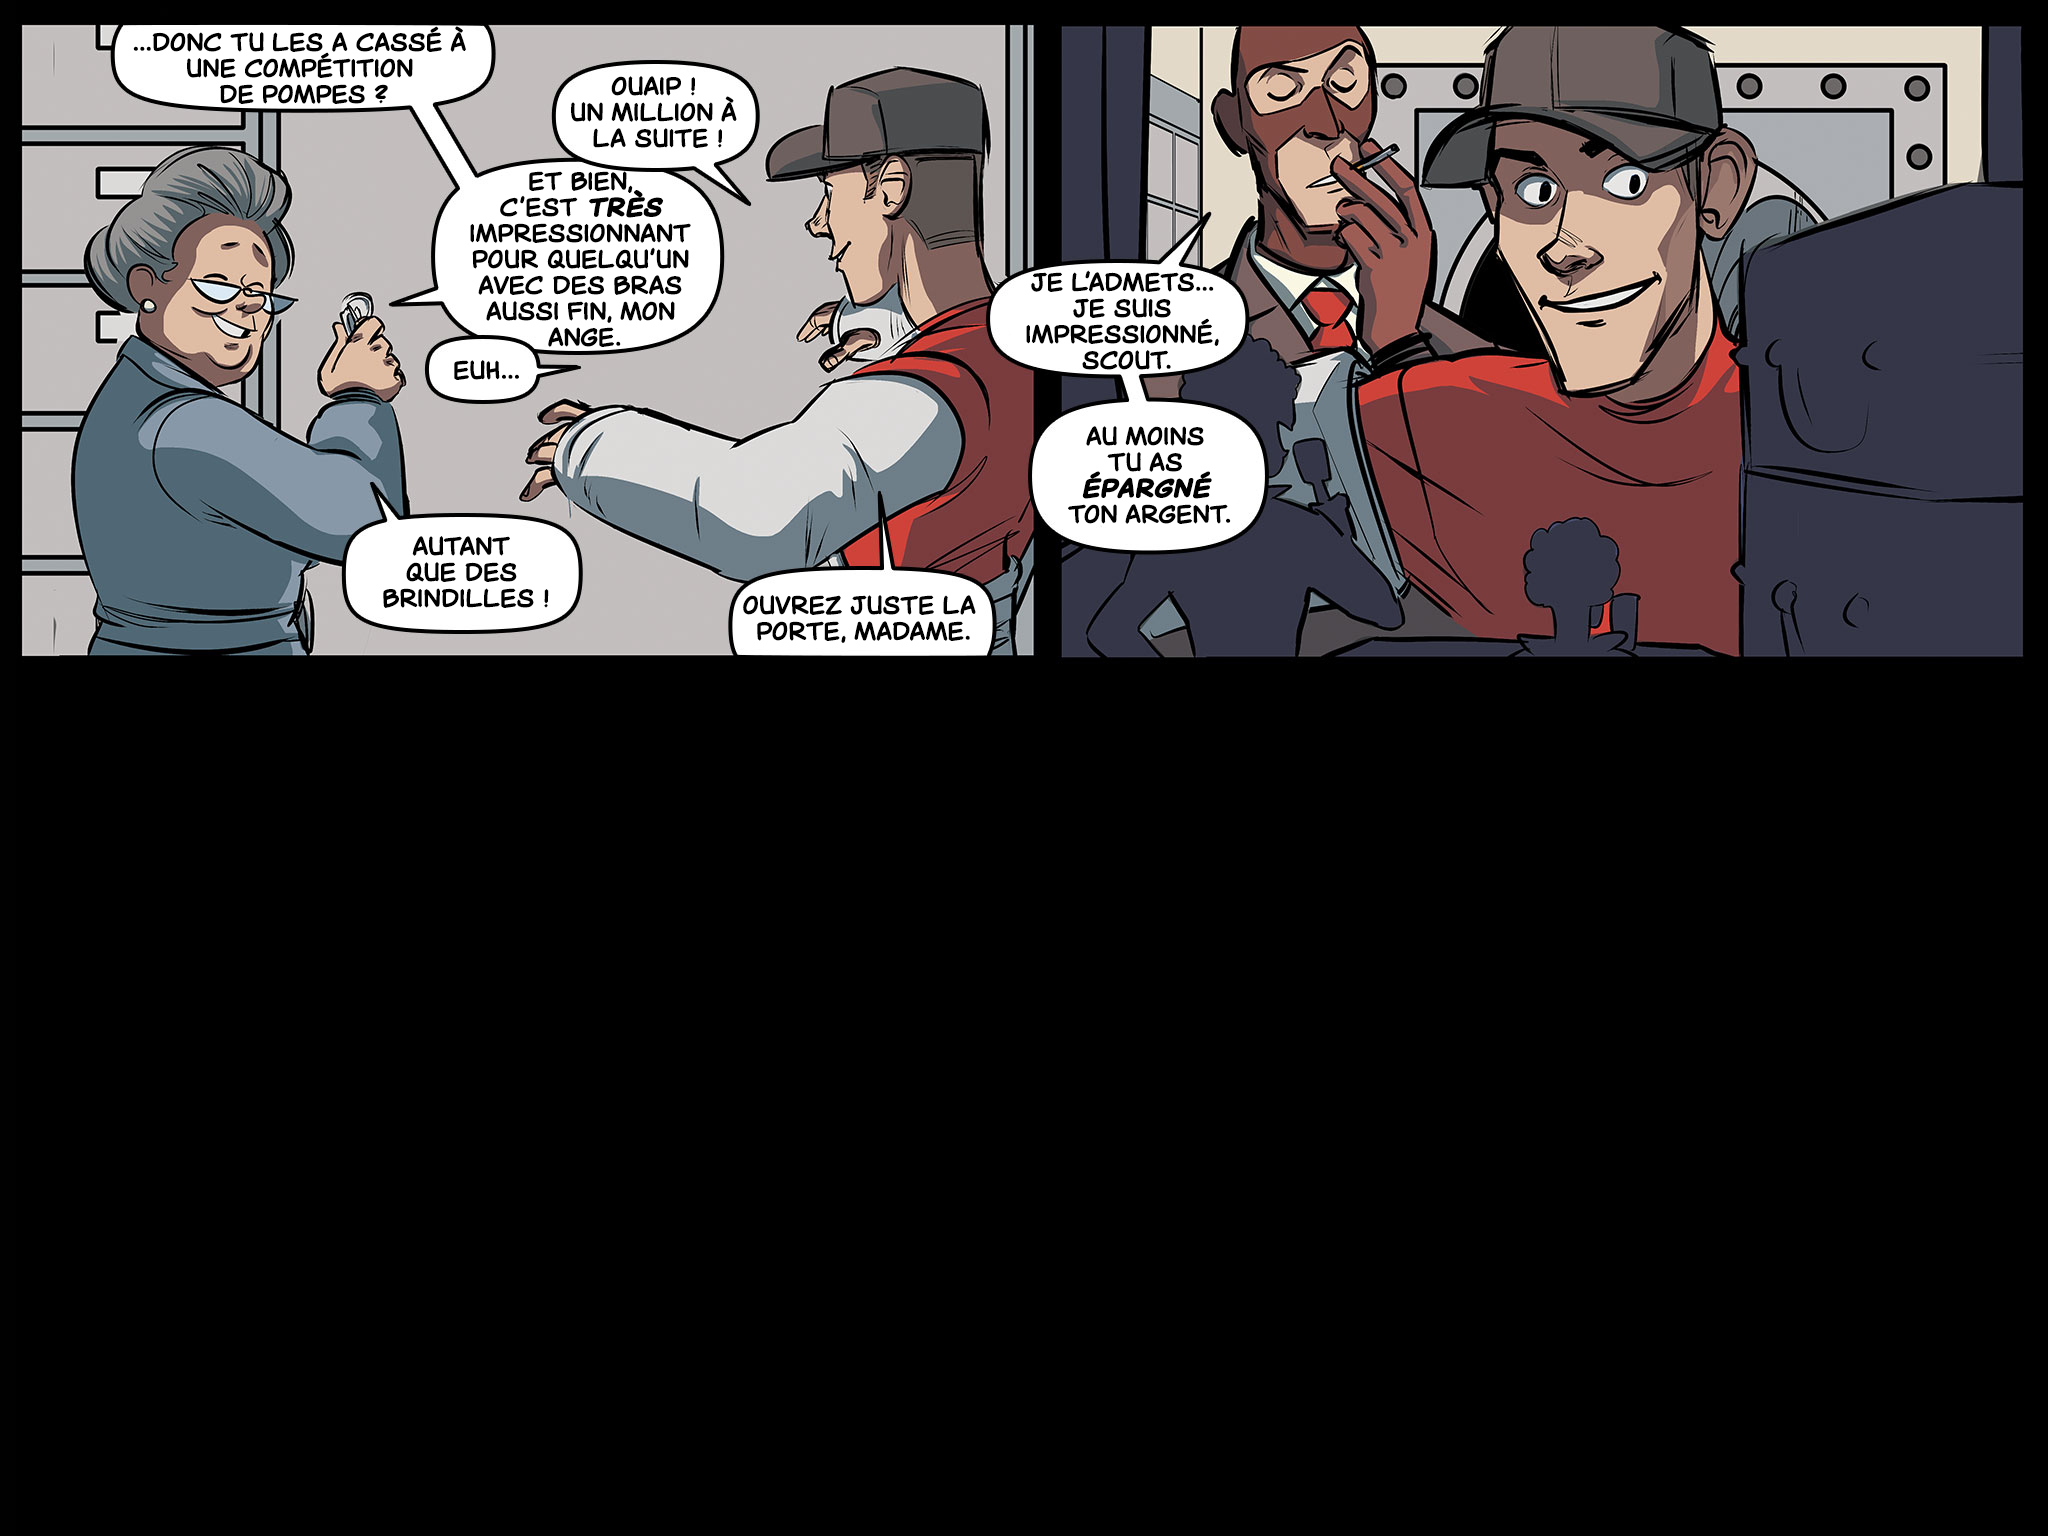 ...DONC TU LES A CASSÉ À
UNE COMPÉTITION
DE POMPES ?
OUAIP !
UN MILLION À
LA SUITE !
ET BIEN,
C'EST TRÈS
IMPRESSIONNANT
POUR QUELQU'UN
AVEC DES BRAS
AUSSI FIN, MON
ANGE.
EUH...
AUTANT
QUE DES
BRINDILLES !
OUVREZ JUSTE LA
PORTE, MADAME.
JE L'ADMETS...
JE SUIS
IMPRESSIONNÉ,
SCOUT.
AU MOINS
TU AS
ÉPARGNÉ
TON ARGENT.